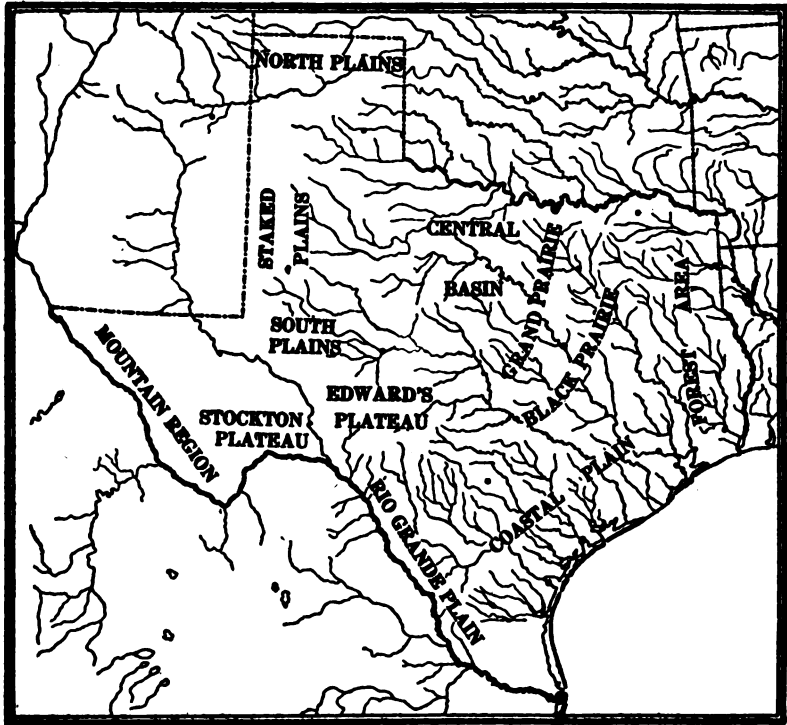 NORTH PLAINS
STAKED
PLAINS
CENTRAL
BASIN
GRAND PRAIRIE
BLACK PRAIRIE
FOREST AREA
SOUTH
PLAINS
MOUNTAIN REGION
STOCKTON
PLATEAU
EDWARD'S
PLATEAU
COASTAL PLAIN
RIO GRANDE PLAIN